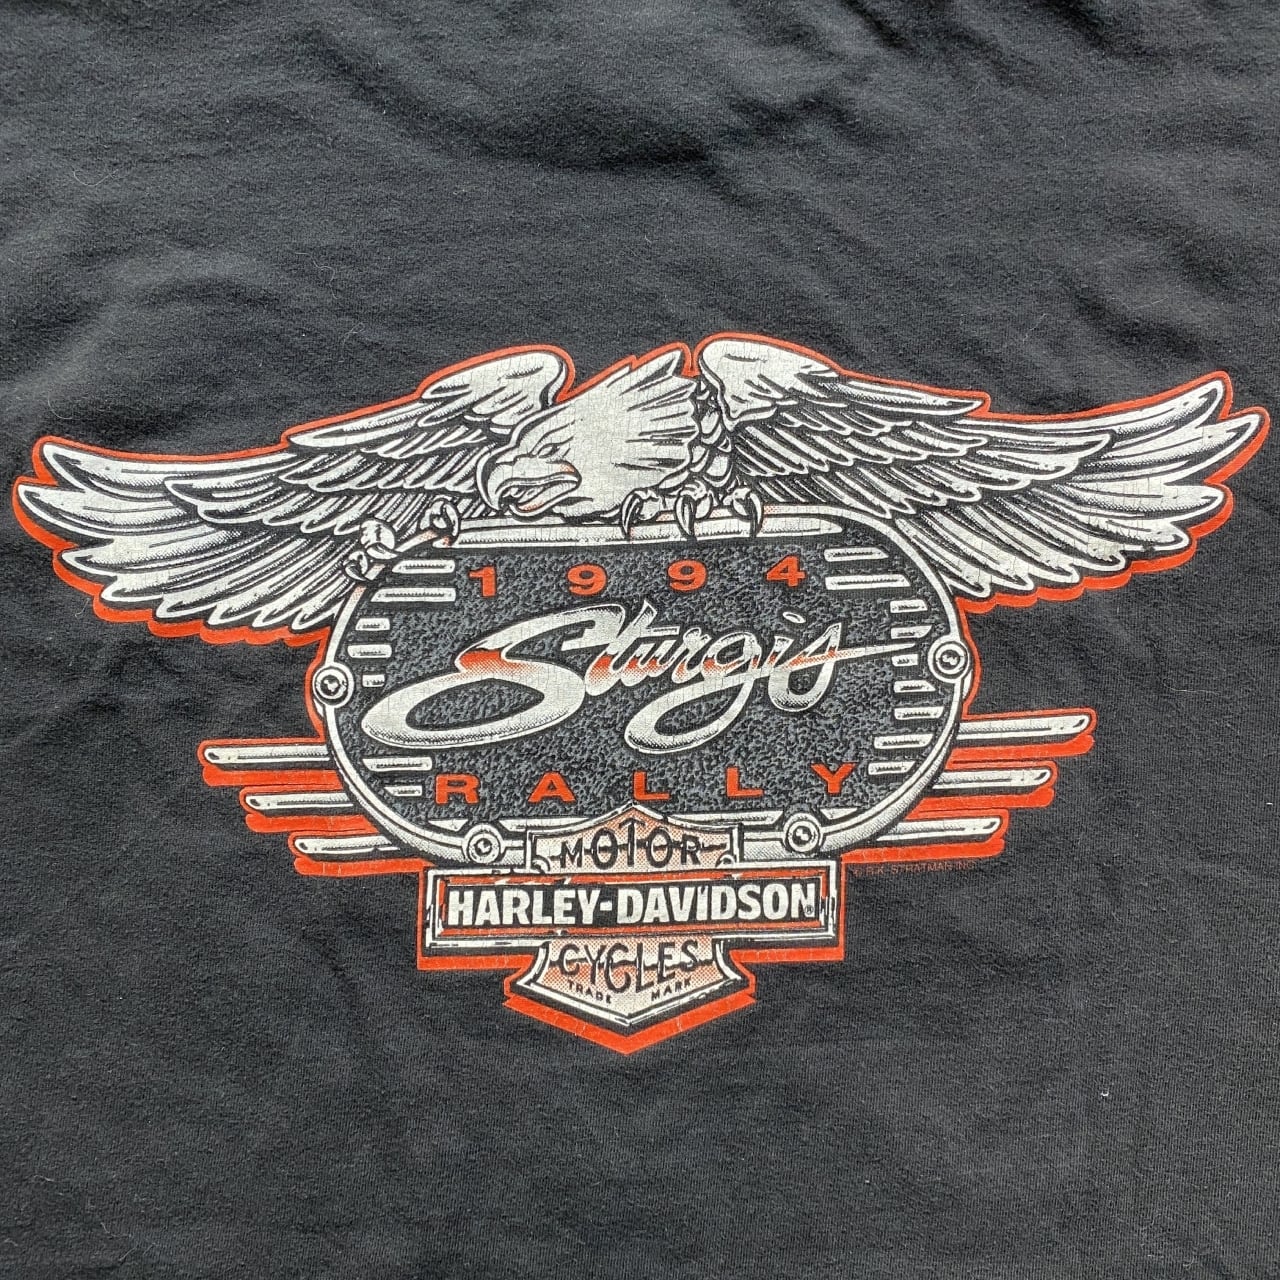 1994
Sturgis
RALLY
MOTOR
HARLEY-DAVIDSON®
CYCLES
TRADE MARK